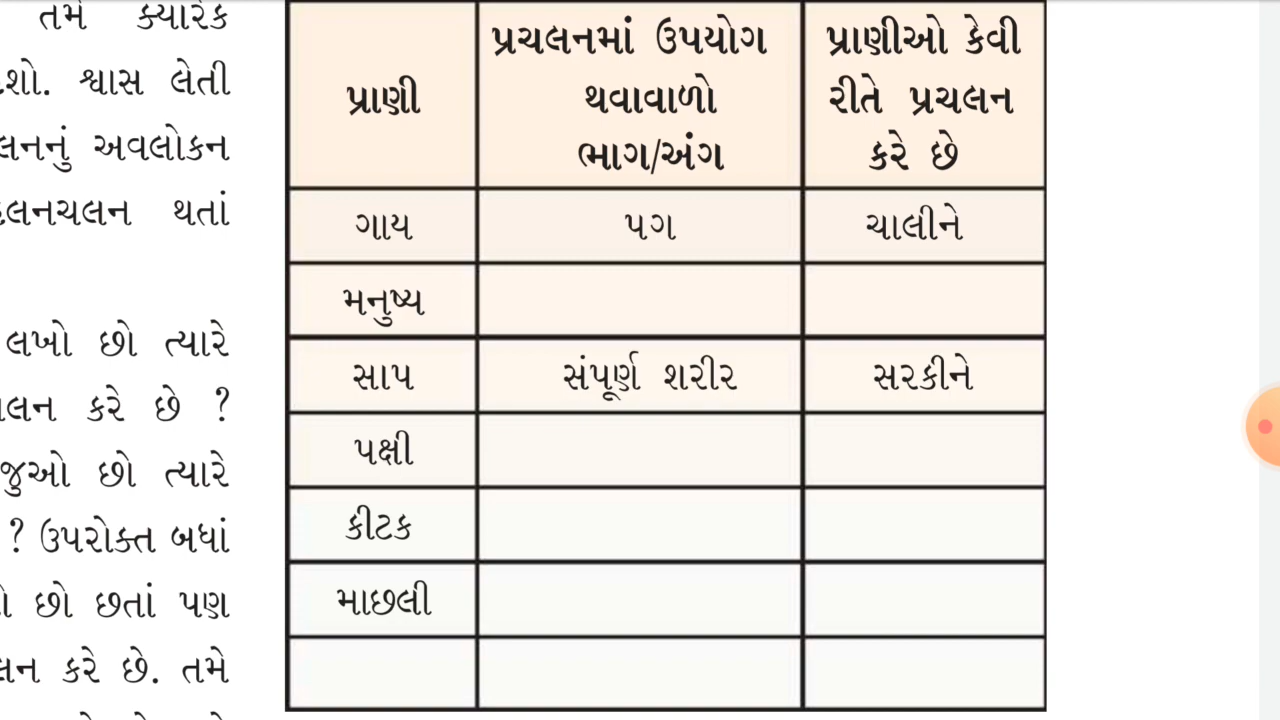 તમે ક્યારેક
શો. શ્વાસ લેતી
લનનું અવલોકન
હલનચલન થતાં
લખો છો ત્યારે
લન કરે છે ?
જુઓ છો ત્યારે
? ઉપરોક્ત બધાં
છો છતાં પણ
લન કરે છે. તમે
પ્રાણી
પ્રચલનમાં ઉપયોગ
થવાવાળો
ભાગ/અંગ
પ્રાણીઓ કેવી
રીતે પ્રચલન
કરે છે
ગાય પગ ચાલીને
મનુષ્ય
સાપ સંપૂર્ણ શરીર સરકીને
પક્ષી
કીટક
માછલી